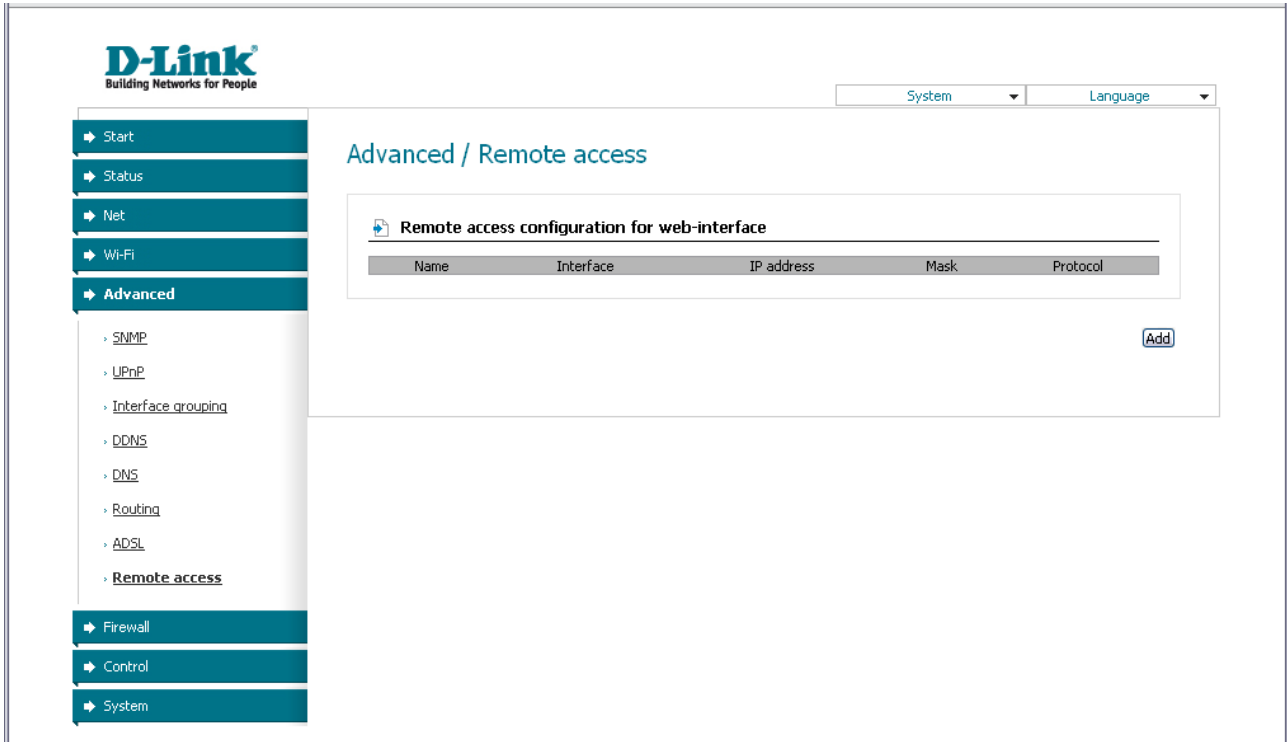 D-Link
Building Networks for People
System Language
Start
Status
Net
Wi-Fi
Advanced
SNMP
UPnP
Interface grouping
DDNS
DNS
Routing
ADSL
Remote access
Firewall
Control
System
Advanced / Remote access
Remote access configuration for web-interface
Name Interface IP address Mask Protocol
Add